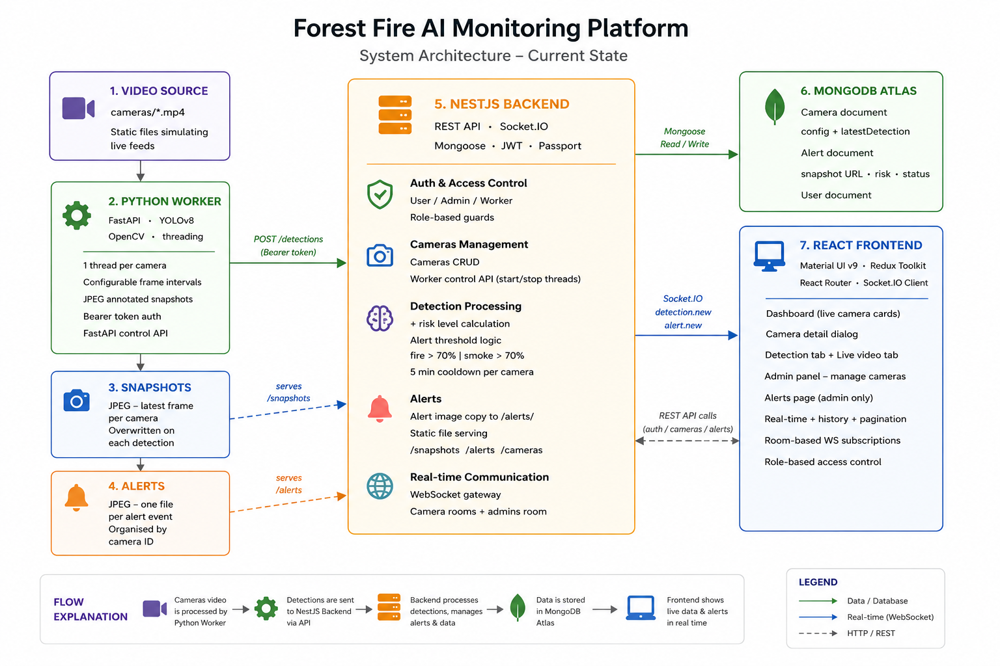 Forest Fire AI Monitoring Platform
System Architecture – Current State
1. VIDEO SOURCE
cameras/*.mp4
Static files simulating
live feeds
2. PYTHON WORKER
FastAPI • YOLOv8
OpenCV • threading
1 thread per camera
Configurable frame intervals
JPEG annotated snapshots
Bearer token auth
FastAPI control API
3. SNAPSHOTS
JPEG – latest frame
per camera
Overwritten on
each detection
4. ALERTS
JPEG – one file
per alert event
Organised by
camera ID
POST /detections
(Bearer token)
serves
/snapshots
serves
/alerts
5. NESTJS BACKEND
REST API • Socket.IO
Mongoose • JWT • Passport
Auth & Access Control
User / Admin / Worker
Role-based guards
Cameras Management
Cameras CRUD
Worker control API (start/stop threads)
Detection Processing
+ risk level calculation
Alert threshold logic
fire > 70% | smoke > 70%
5 min cooldown per camera
Alerts
Alert image copy to /alerts/
Static file serving
/snapshots /alerts /cameras
Real-time Communication
WebSocket gateway
Camera rooms + admins room
Mongoose
Read / Write
Socket.IO
detection.new
alert.new
REST API calls
(auth / cameras / alerts)
6. MONGODB ATLAS
Camera document
config + latestDetection
Alert document
snapshot URL • risk • status
User document
7. REACT FRONTEND
Material UI v9 • Redux Toolkit
React Router • Socket.IO Client
Dashboard (live camera cards)
Camera detail dialog
Detection tab + Live video tab
Admin panel – manage cameras
Alerts page (admin only)
Real-time + history + pagination
Room-based WS subscriptions
Role-based access control
FLOW
EXPLANATION
Cameras video
is processed by
Python Worker
Detections are sent
to NestJS Backend
via API
Backend processes
detections, manages
alerts & data
Data is stored
in MongoDB
Atlas
Frontend shows
live data & alerts
in real time
LEGEND
Data / Database
Real-time (WebSocket)
HTTP / REST